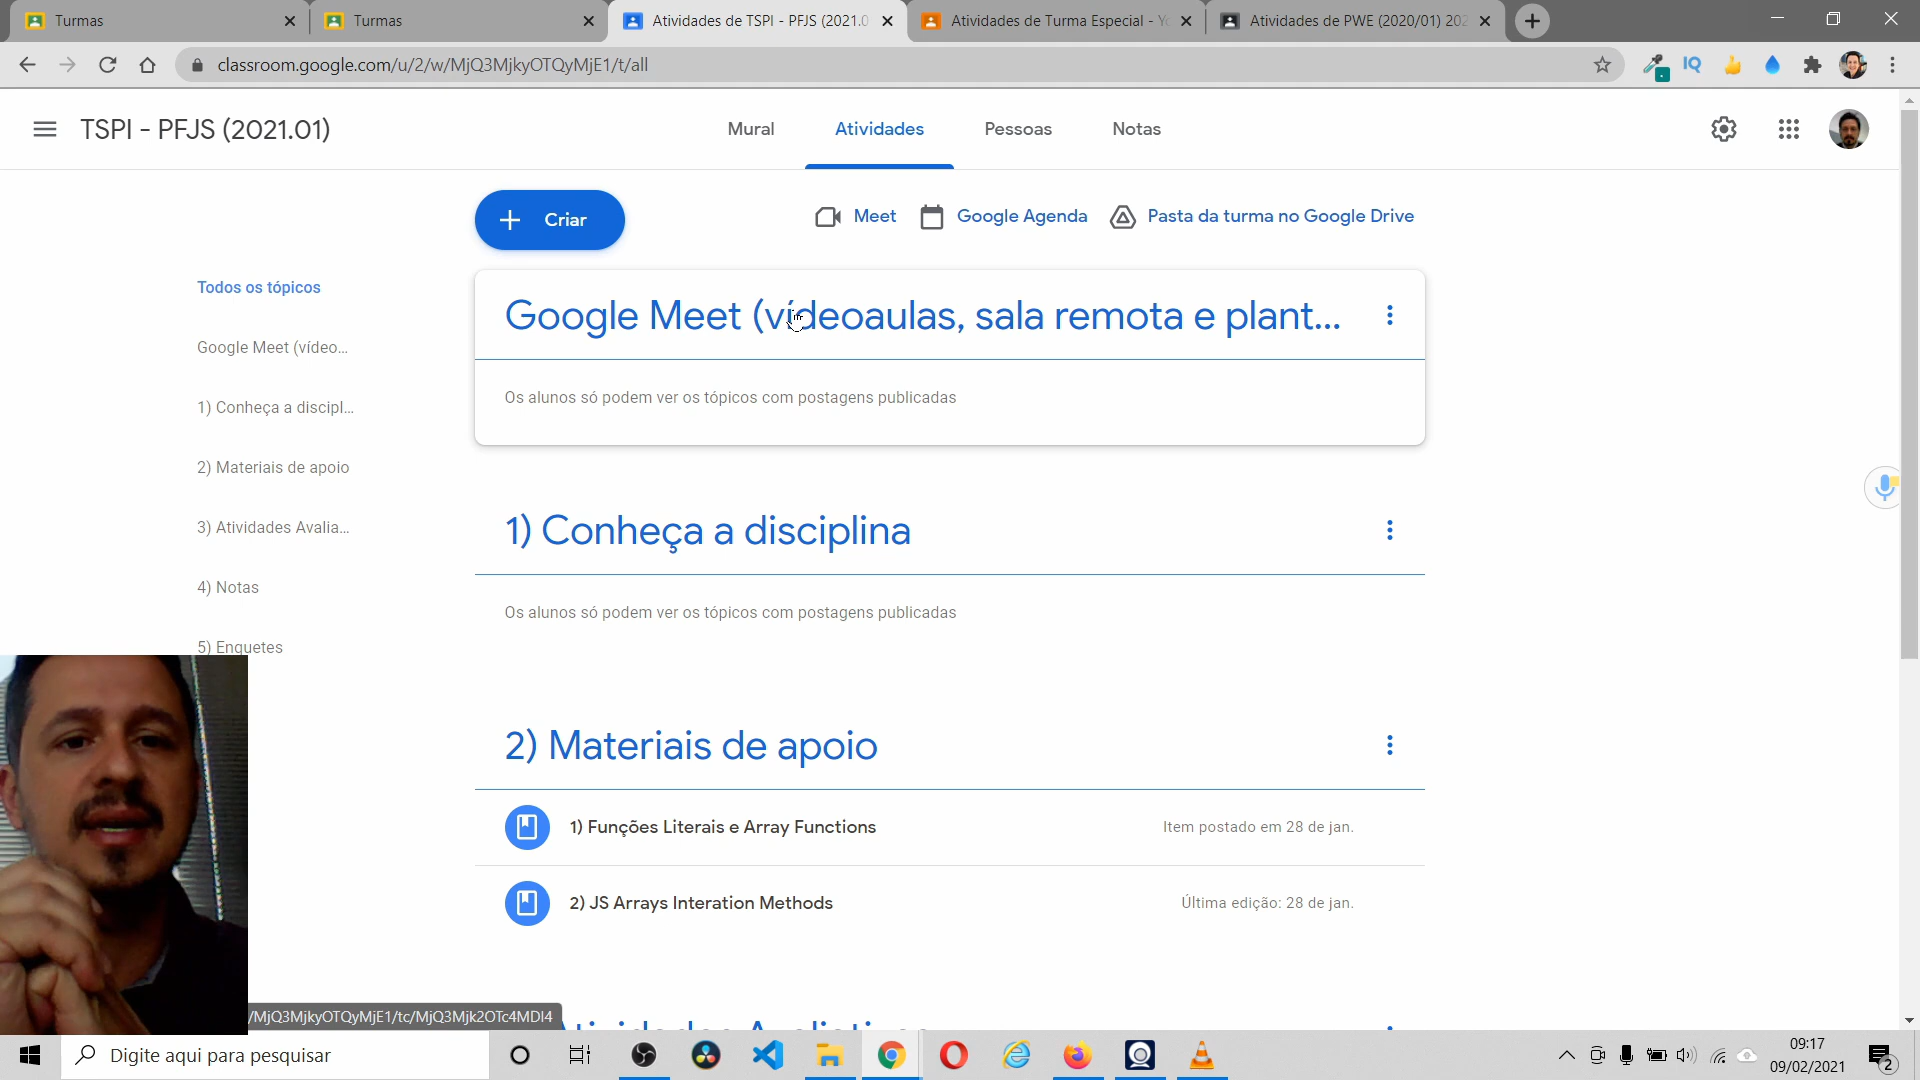 Turmas
Turmas
Atividades de TSPI - PFJS (2021.0
Atividades de Turma Especial - Yo
Atividades de PWE (2020/01) 202
classroom.google.com/u/2/w/MjQ3MjkyOTQyMjE1/t/all
IQ
TSPI - PFJS (2021.01)
Mural
Atividades
Pessoas
Notas
Criar
Meet
Google Agenda
Pasta da turma no Google Drive
Todos os tópicos
Google Meet (vídeo...
1) Conheça a discipl...
2) Materiais de apoio
3) Atividades Avalia...
4) Notas
5) Enquetes
Google Meet (vídeoaulas, sala remota e plant...
Os alunos só podem ver os tópicos com postagens publicadas
1) Conheça a disciplina
Os alunos só podem ver os tópicos com postagens publicadas
2) Materiais de apoio
1) Funções Literais e Array Functions
Item postado em 28 de jan.
2) JS Arrays Interation Methods
Última edição: 28 de jan.
Atividades Avaliativas
/MjQ3MjkyOTQyMjE1/tc/MjQ3Mjk2OTc4MDI4
Digite aqui para pesquisar
09:17
09/02/2021
2